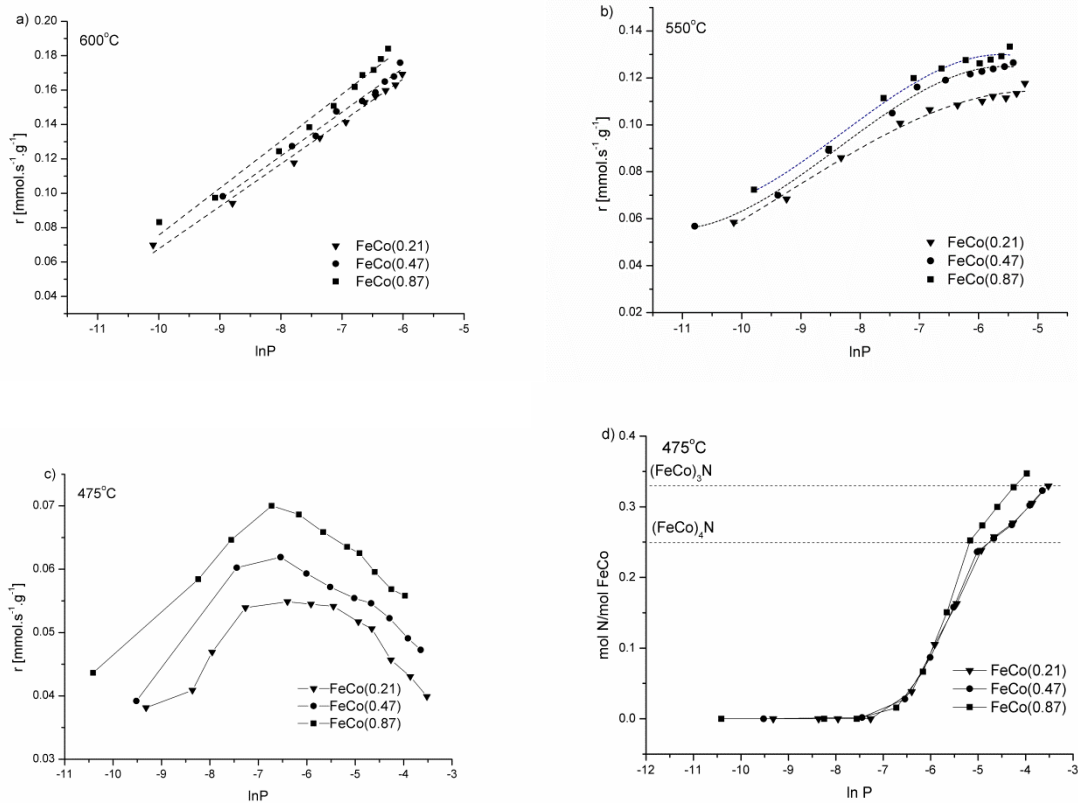 a)
600°C
0.20
0.18
0.16
0.14
0.12
0.10
0.08
0.06
0.04
r [mmol.s⁻¹.g⁻¹]
FeCo(0.21)
FeCo(0.47)
FeCo(0.87)
-11 -10 -9 -8 -7 -6 -5
lnP
b)
550°C
0.14
0.12
0.10
0.08
0.06
0.04
0.02
r [mmol.s⁻¹.g⁻¹]
FeCo(0.21)
FeCo(0.47)
FeCo(0.87)
-11 -10 -9 -8 -7 -6 -5
lnP
c)
475°C
0.07
0.06
0.05
0.04
0.03
r [mmol.s⁻¹.g⁻¹]
FeCo(0.21)
FeCo(0.47)
FeCo(0.87)
-11 -10 -9 -8 -7 -6 -5 -4 -3
lnP
d)
475°C
0.4
0.3
0.2
0.1
0.0
mol N/mol FeCo
(FeCo)₃N
(FeCo)₄N
FeCo(0.21)
FeCo(0.47)
FeCo(0.87)
-12 -11 -10 -9 -8 -7 -6 -5 -4 -3
ln P